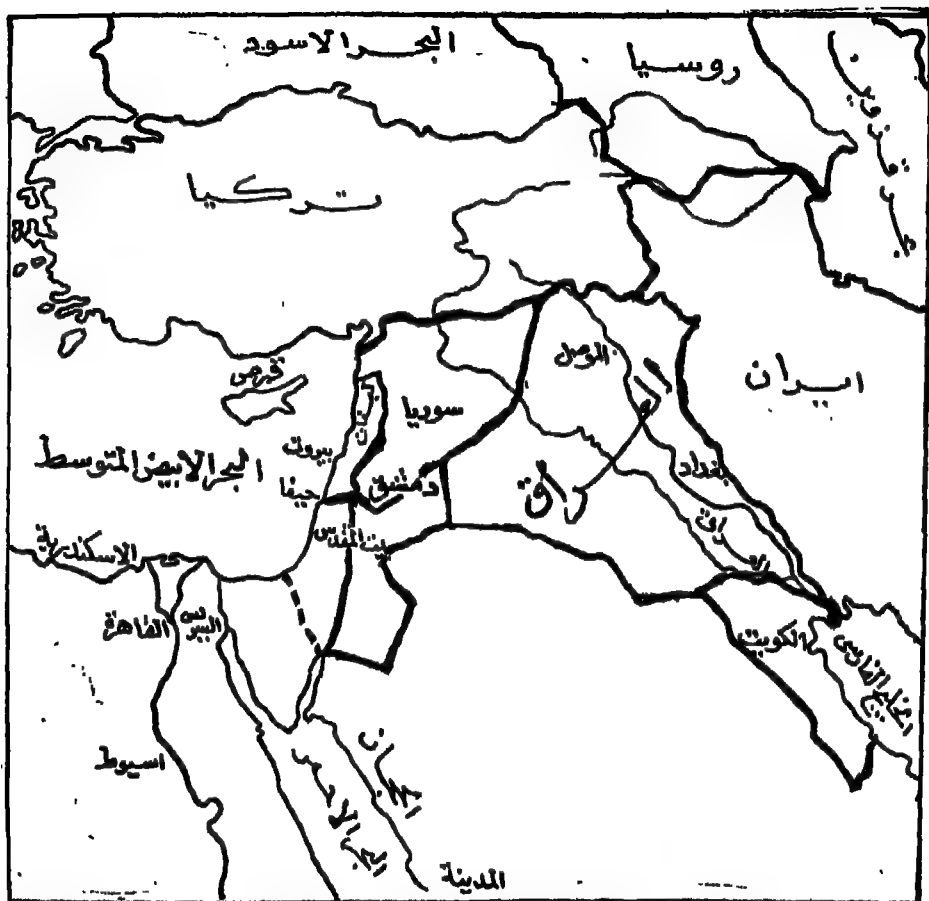 البحر الاسود
روسيا
تركيا
ايران
الموصل
قبرص
سوريا
بيروت
البحر الابيض المتوسط
بغداد
دمشق
حيفا
بيت المقدس
الاسكندرية
القاهرة
الكويت
الخليج الفارسي
اسيوط
المدينة